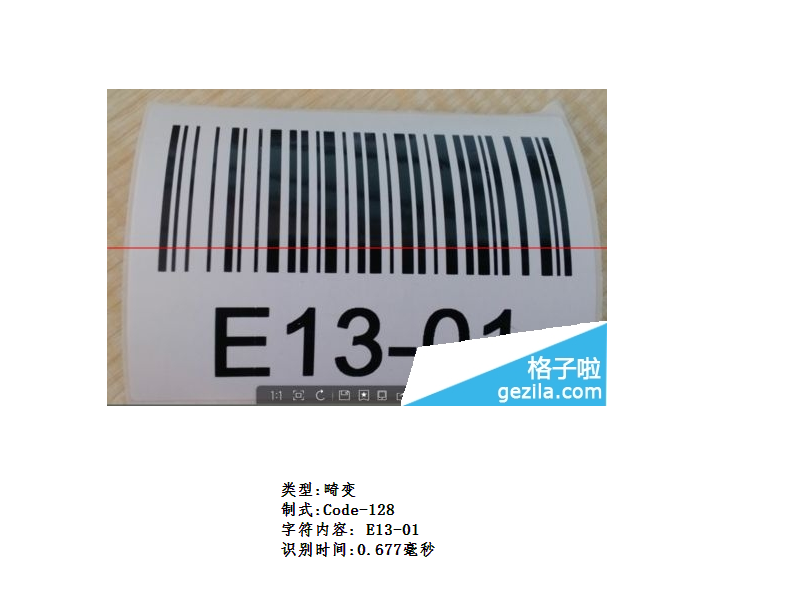 E13-01
1:1
格子啦
gezila.com
类型:畸变
制式:Code-128
字符内容: E13-01
识别时间:0.677毫秒